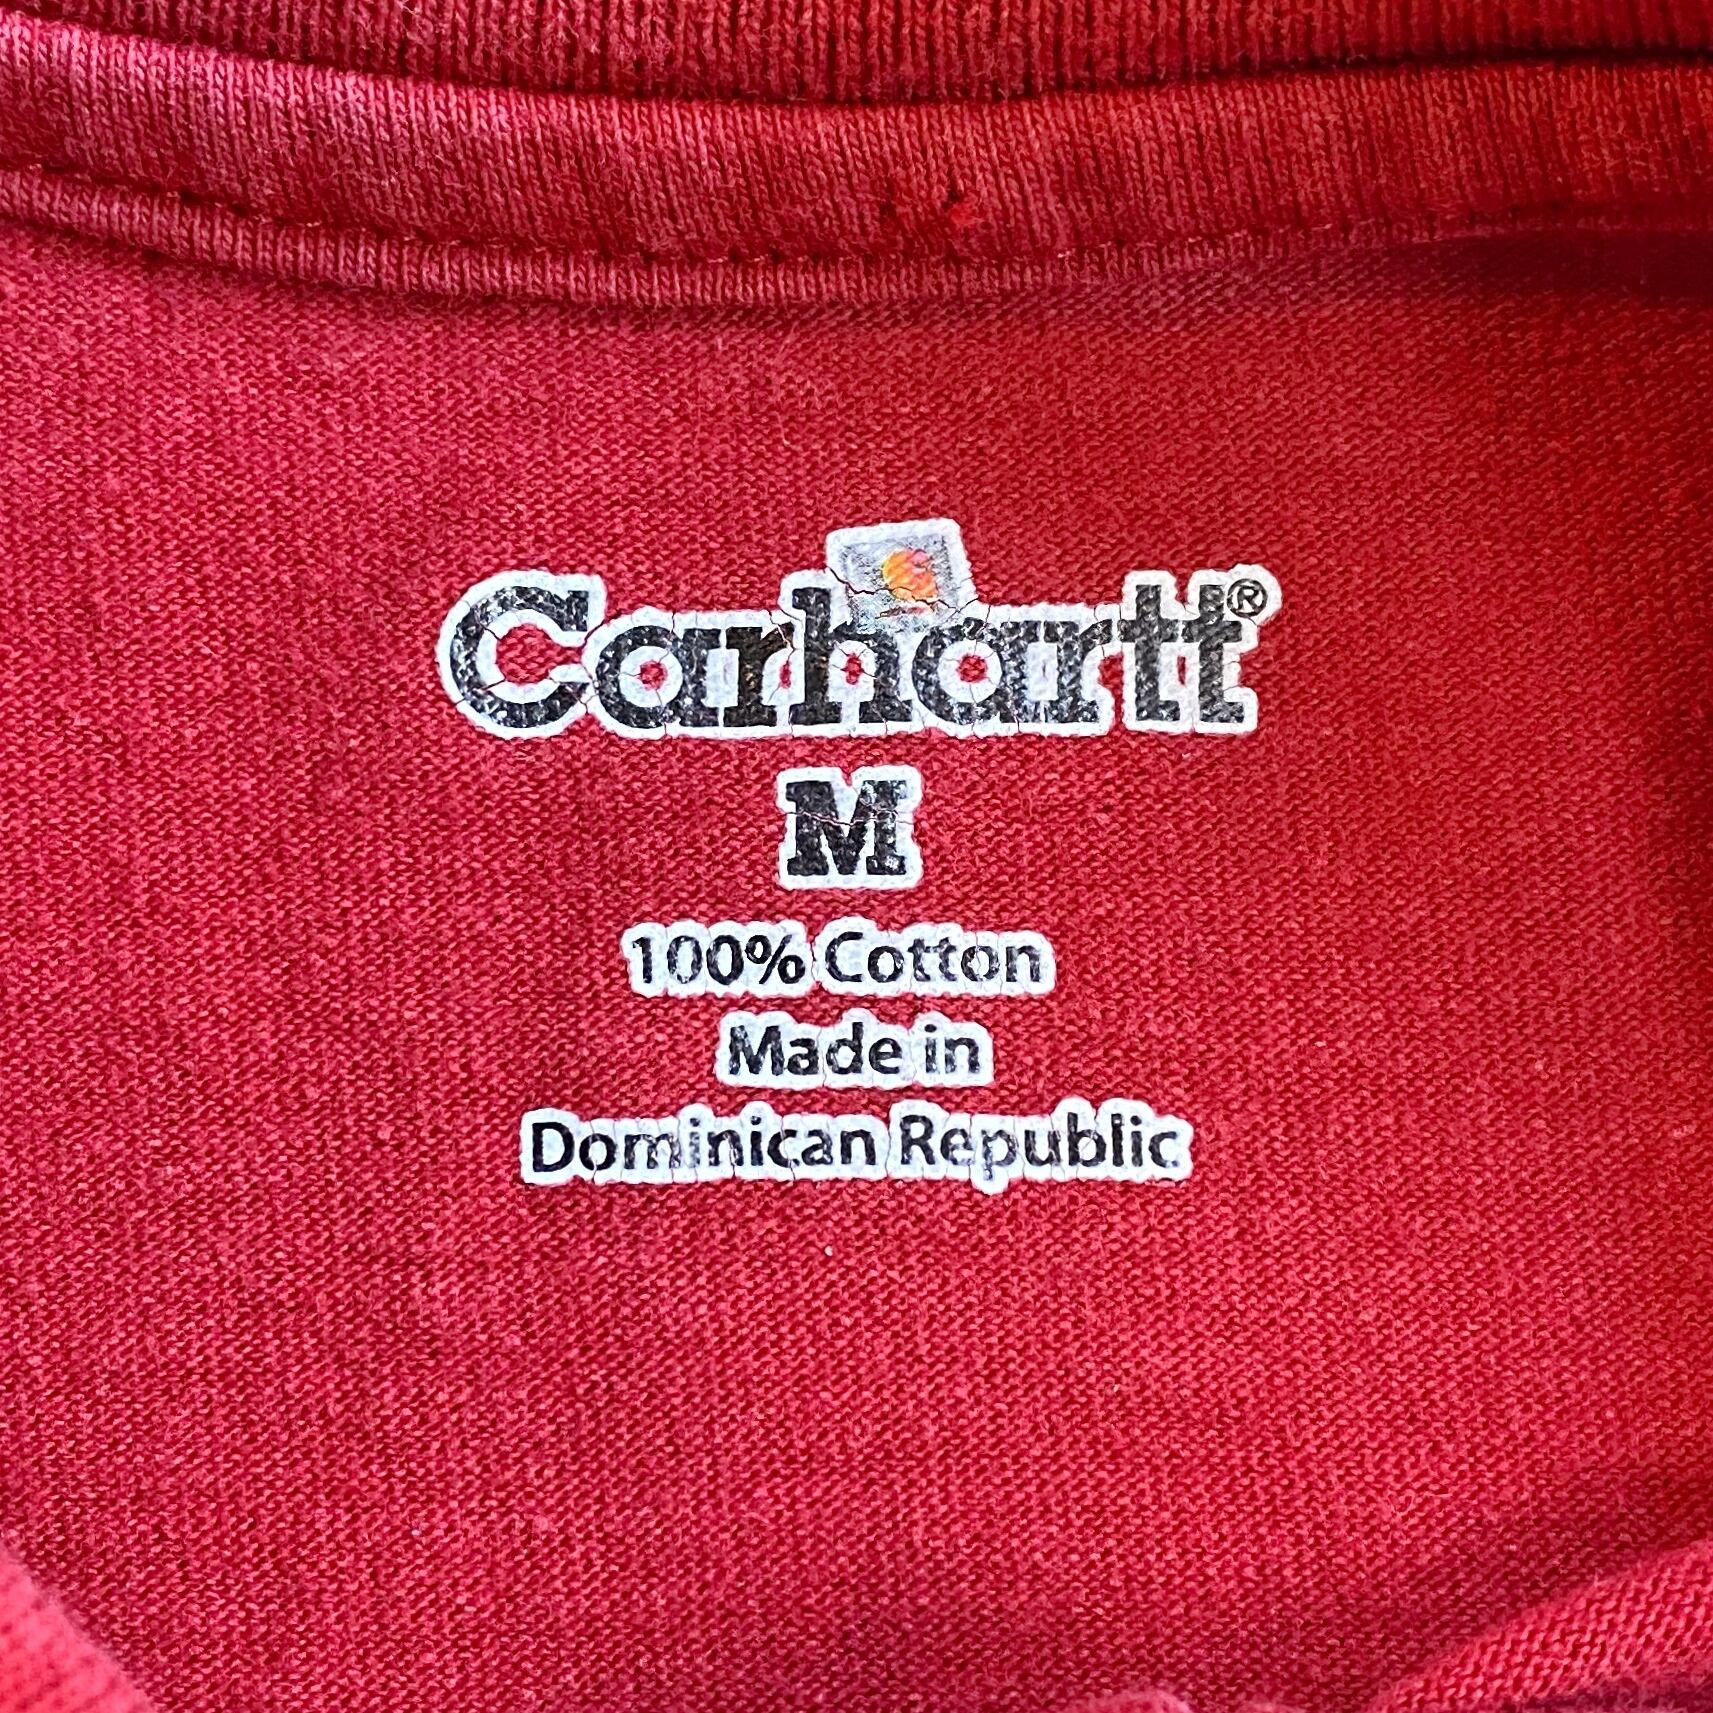 Carhartt®
M
100% Cotton
Made in
Dominican Republic